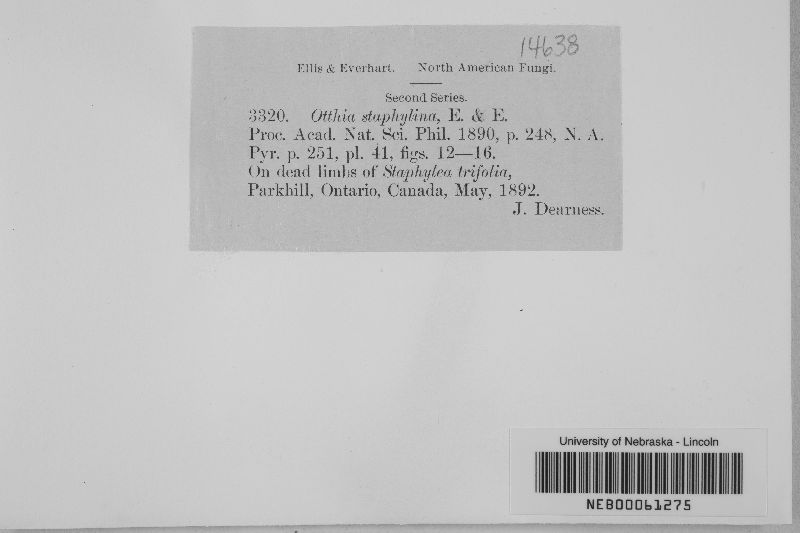 14638
Ellis & Everhart. North American Fungi.
Second Series.
3320. Otthia staphylina, E. & E.
Proc. Acad. Nat. Sci. Phil. 1890, p. 248, N. A.
Pyr. p. 251, pl. 41, figs. 12—16.
On dead limbs of Staphylea trifolia,
Parkhill, Ontario, Canada, May, 1892.
J. Dearness.
University of Nebraska - Lincoln
NEB00061275